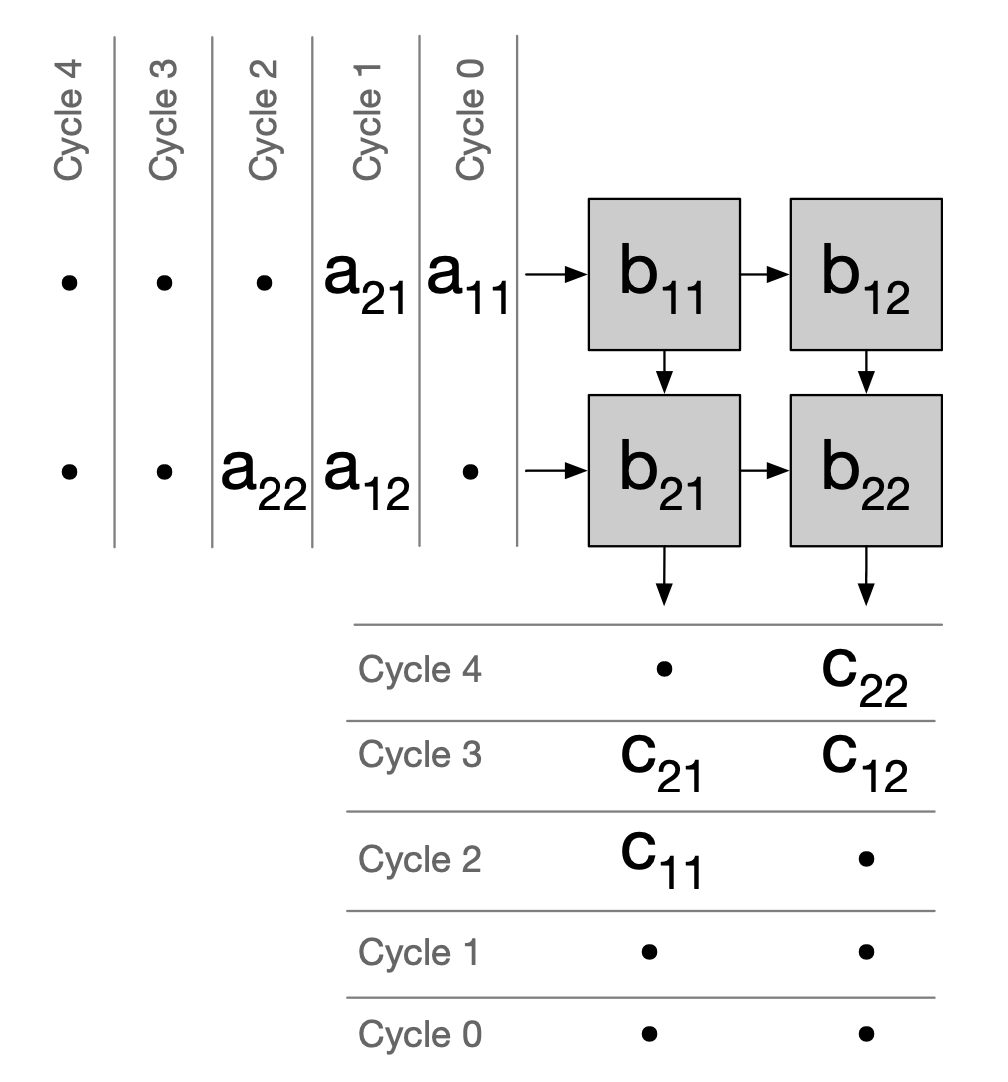 Cycle 4 Cycle 3 Cycle 2 Cycle 1 Cycle 0
• • • a₂₁ a₁₁ b₁₁ b₁₂
• • a₂₂ a₁₂ • b₂₁ b₂₂
Cycle 4 • c₂₂
Cycle 3 c₂₁ c₁₂
Cycle 2 c₁₁ •
Cycle 1 • •
Cycle 0 • •